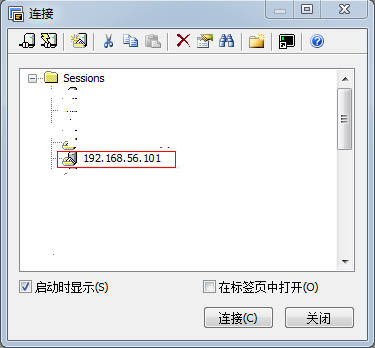 连接
Sessions
192.168.56.101
启动时显示(S)
在标签页中打开(O)
连接(C)
关闭